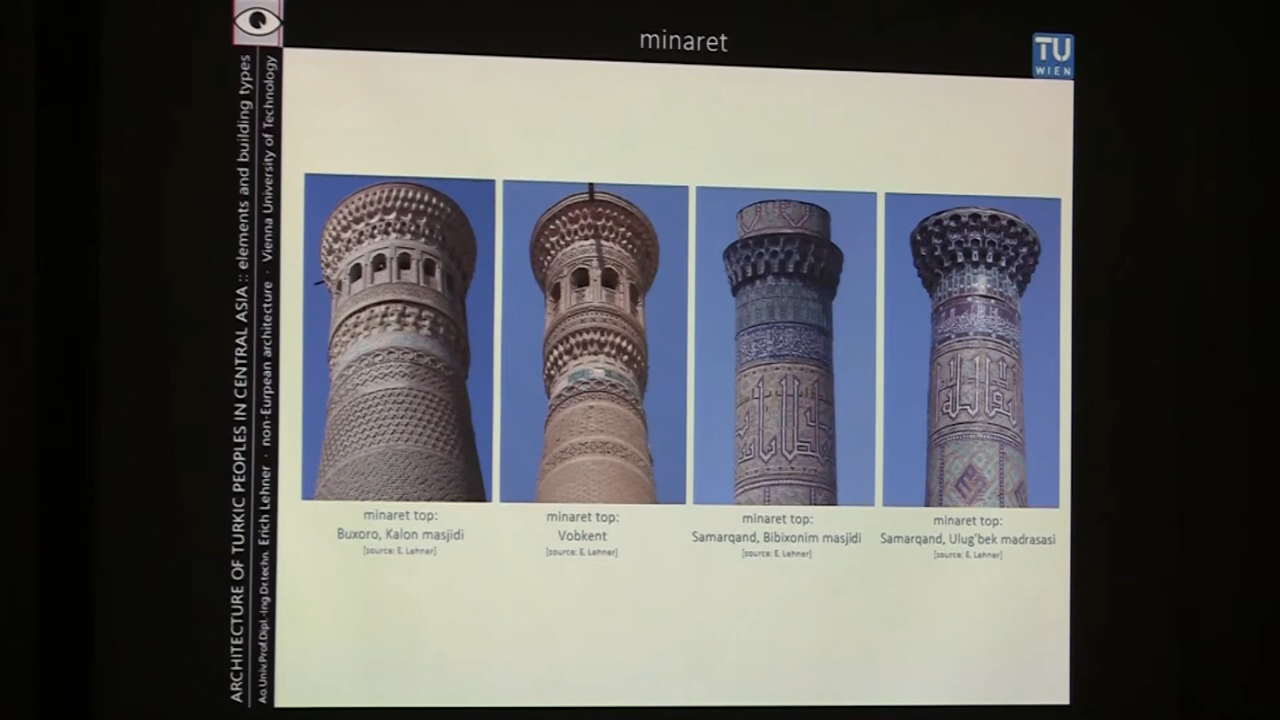 minaret
TU
WIEN
ARCHITECTURE OF TURKIC PEOPLES IN CENTRAL ASIA :: elements and building types
Ao.Univ.Prof.Dipl.-Ing Dr.techn. Erich Lehner · non-Eurpean architecture · Vienna University of Technology
minaret top:
Buxoro, Kalon masjidi
[source: E. Lehner]
minaret top:
Vobkent
[source: E. Lehner]
minaret top:
Samarqand, Bibixonim masjidi
[source: E. Lehner]
minaret top:
Samarqand, Ulug'bek madrasasi
[source: E. Lehner]